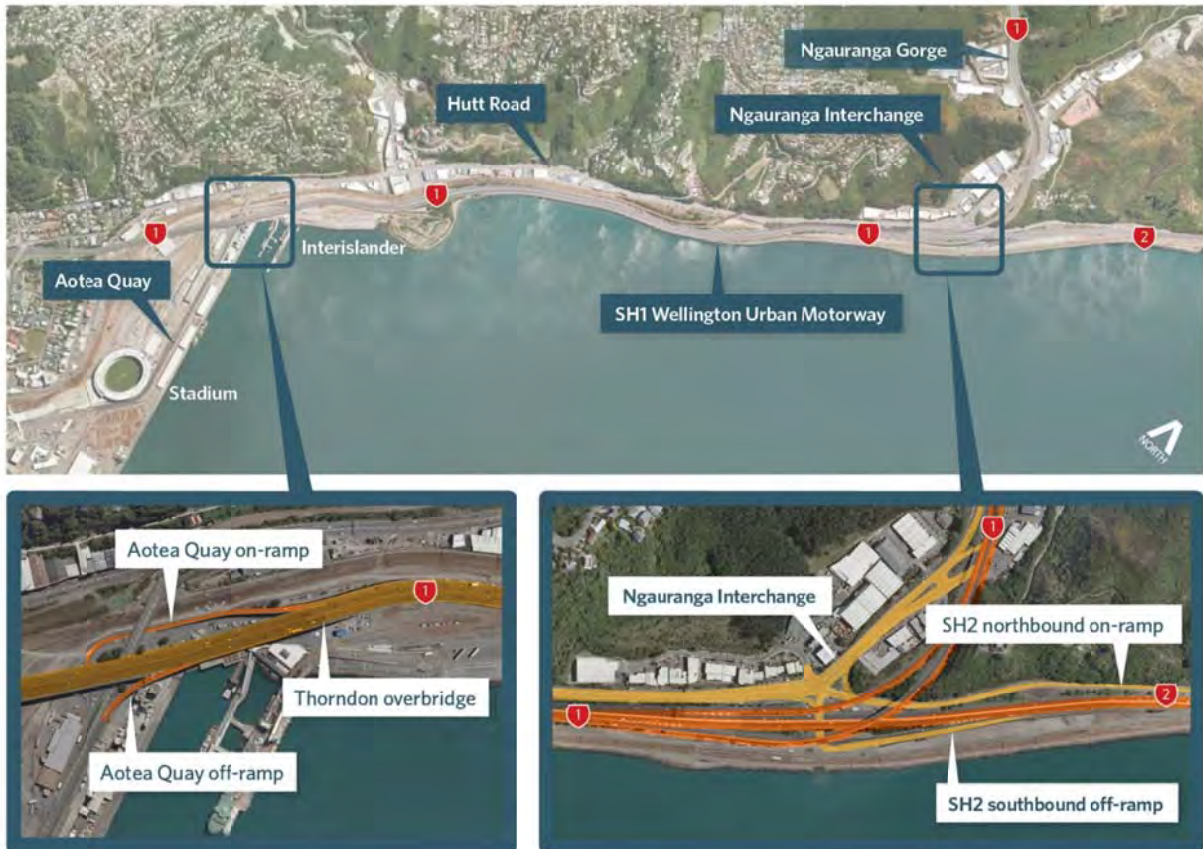 1
Ngauranga Gorge
Hutt Road
Ngauranga Interchange
1
1
Interislander
1
2
Aotea Quay
SH1 Wellington Urban Motorway
Stadium
NORTH
Aotea Quay on-ramp
1
Thorndon overbridge
Aotea Quay off-ramp
1
Ngauranga Interchange
SH2 northbound on-ramp
2
1
SH2 southbound off-ramp